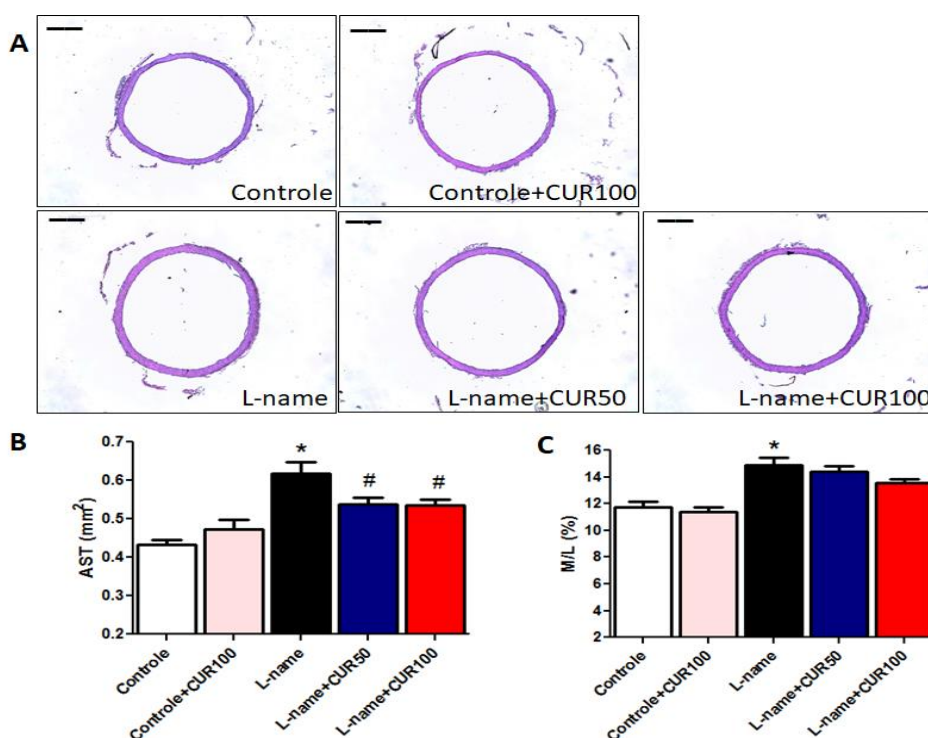 A
Controle
Controle+CUR100
L-name
L-name+CUR50
L-name+CUR100
B
AST (mm²)
0.7
0.6
0.5
0.4
0.3
0.2
*
#
#
Controle
Controle+CUR100
L-name
L-name+CUR50
L-name+CUR100
C
M/L (%)
16
14
12
10
8
6
4
2
*
Controle
Controle+CUR100
L-name
L-name+CUR50
L-name+CUR100